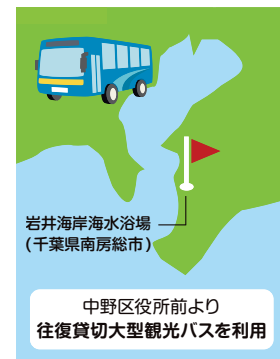 岩井海岸海水浴場
(千葉県南房総市)
中野区役所前より
往復貸切大型観光バスを利用